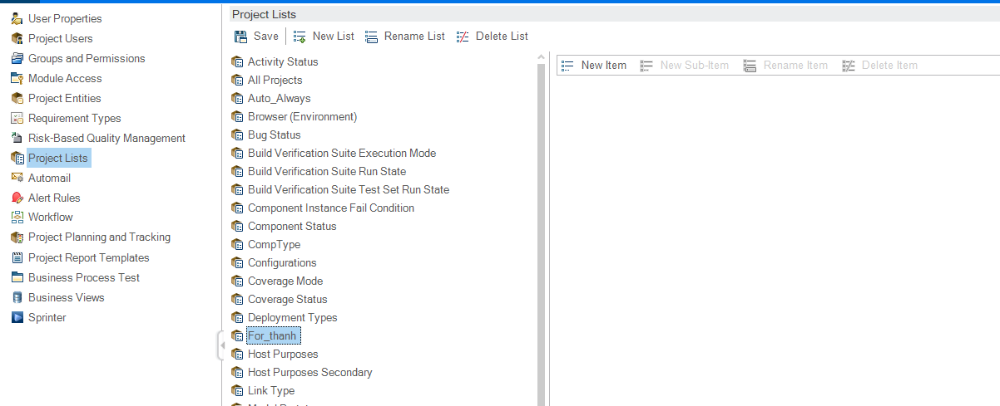 User Properties
Project Users
Groups and Permissions
Module Access
Project Entities
Requirement Types
Risk-Based Quality Management
Project Lists
Automail
Alert Rules
Workflow
Project Planning and Tracking
Project Report Templates
Business Process Test
Business Views
Sprinter
Project Lists
Save New List Rename List Delete List
Activity Status
All Projects
Auto_Always
Browser (Environment)
Bug Status
Build Verification Suite Execution Mode
Build Verification Suite Run State
Build Verification Suite Test Set Run State
Component Instance Fail Condition
Component Status
CompType
Configurations
Coverage Mode
Coverage Status
Deployment Types
For_thanh
Host Purposes
Host Purposes Secondary
Link Type
New Item New Sub-Item Rename Item Delete Item